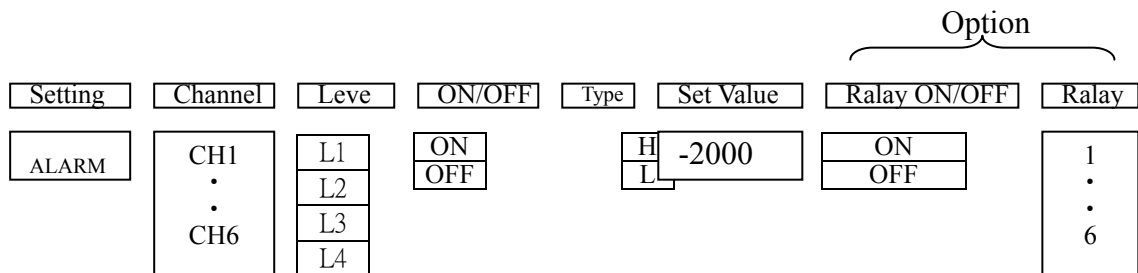 Option
Setting Channel Leve ON/OFF Type Set Value Ralay ON/OFF Ralay
ALARM CH1 L1 ON H -2000 ON 1
· L2 OFF L OFF ·
· L3 ·
CH6 L4 6